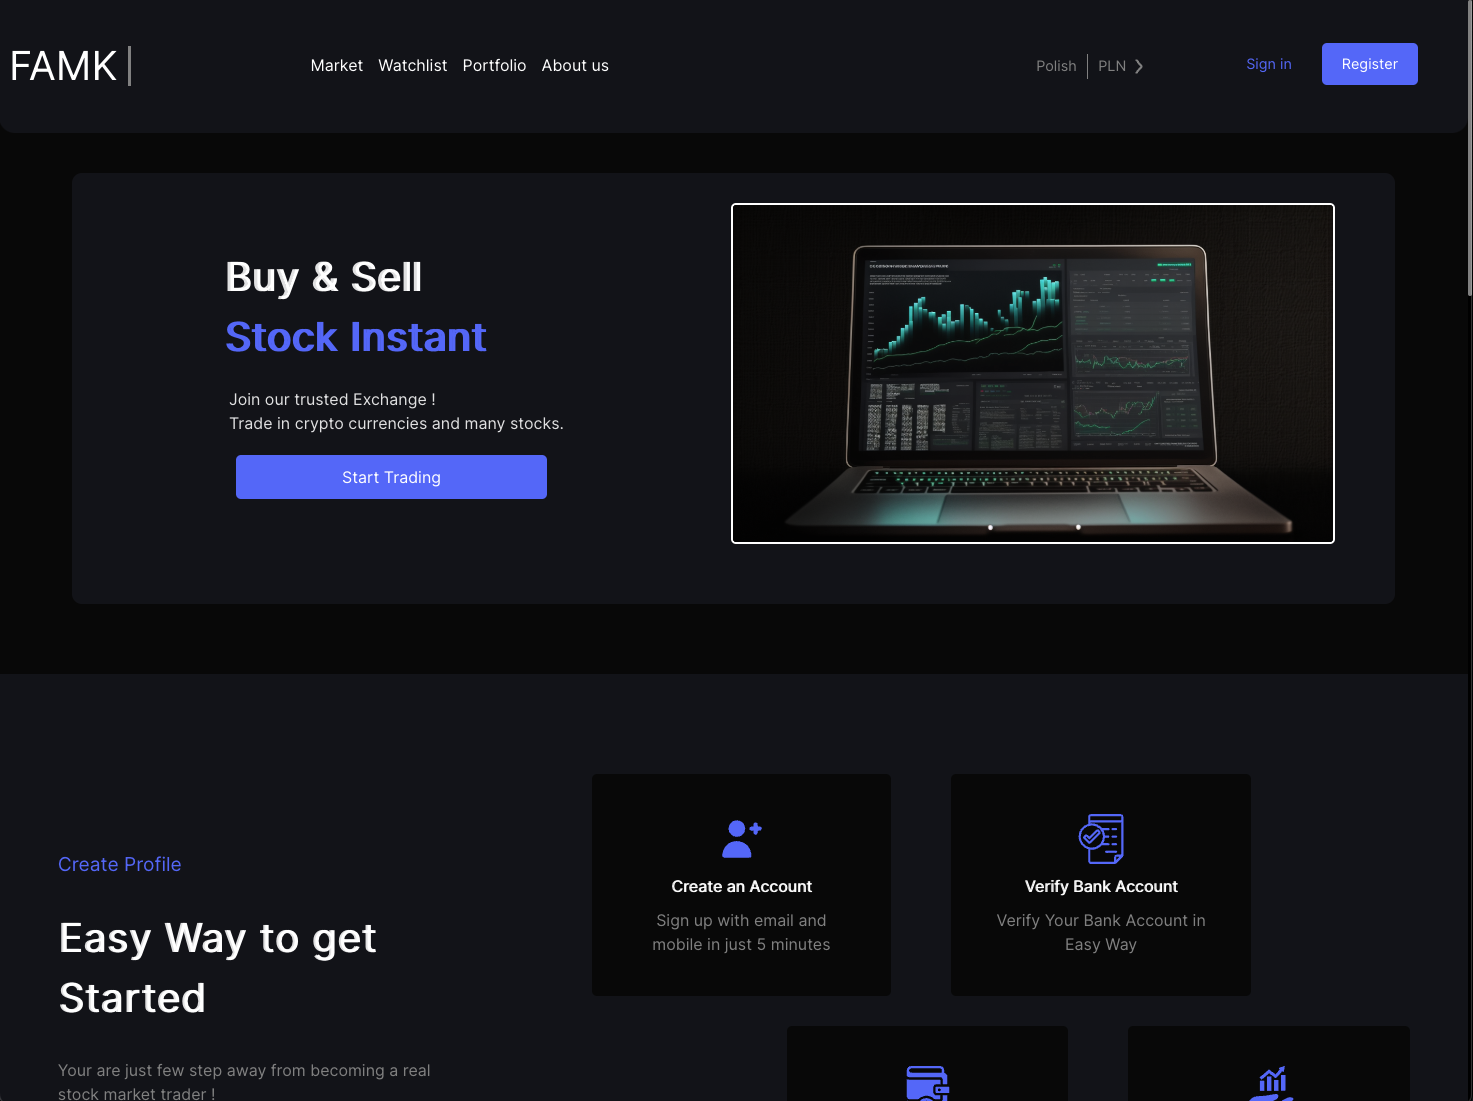 FAMK
Market Watchlist Portfolio About us
Polish PLN
Sign in
Register
Buy & Sell
Stock Instant
Join our trusted Exchange !
Trade in crypto currencies and many stocks.
Start Trading
Create Profile
Easy Way to get
Started
Your are just few step away from becoming a real
stock market trader !
Create an Account
Sign up with email and
mobile in just 5 minutes
Verify Bank Account
Verify Your Bank Account in
Easy Way